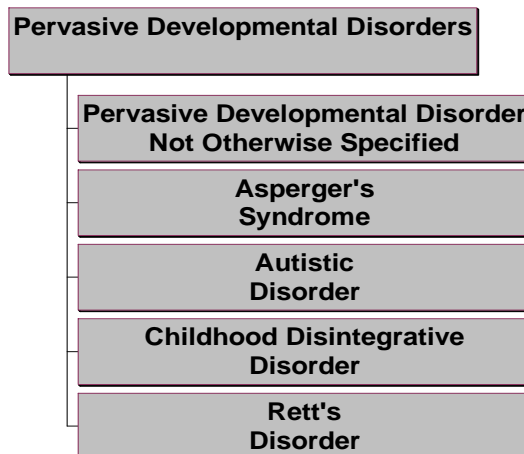 Pervasive Developmental Disorders
Pervasive Developmental Disorder
Not Otherwise Specified
Asperger's
Syndrome
Autistic
Disorder
Childhood Disintegrative
Disorder
Rett's
Disorder